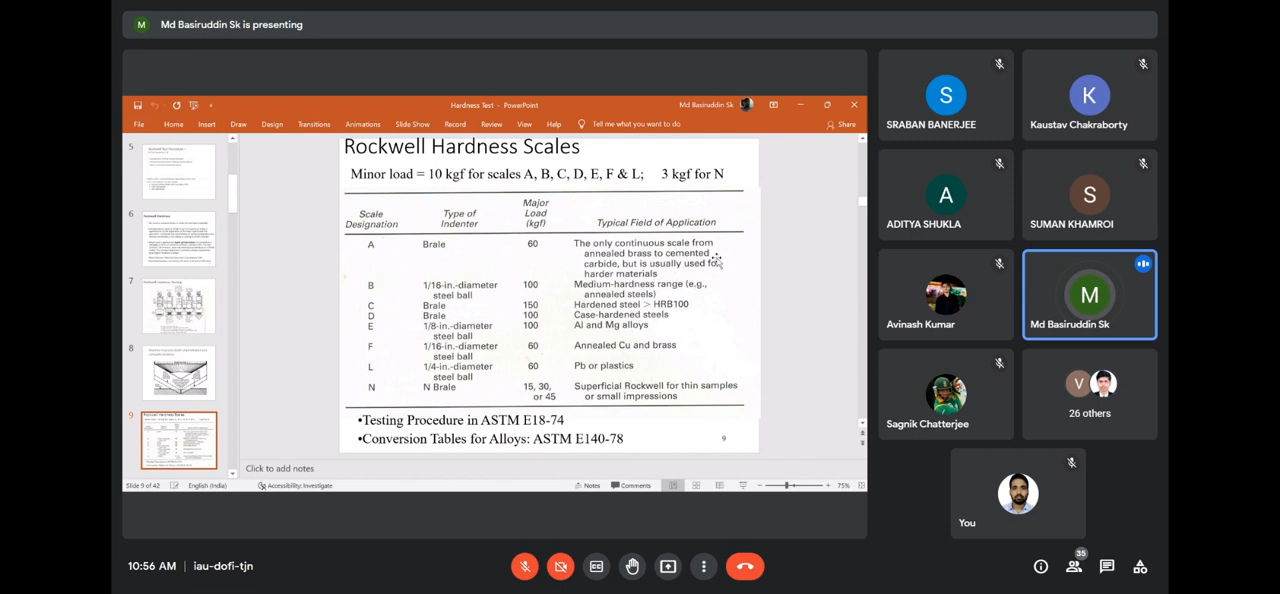 M Md Basiruddin Sk is presenting
Hardness Test - PowerPoint
Md Basiruddin Sk
File Home Insert Draw Design Transitions Animations Slide Show Record Review View Help Tell me what you want to do Share
5
6
7
8
9
Rockwell Hardness Scales
Minor load = 10 kgf for scales A, B, C, D, E, F & L; 3 kgf for N
Scale Designation Type of Indenter Major Load (kgf) Typical Field of Application
A Brale 60 The only continuous scale from
annealed brass to cemented
carbide, but is usually used for
harder materials
B 1/16-in.-diameter 100 Medium-hardness range (e.g.,
steel ball annealed steels)
C Brale 150 Hardened steel > HRB100
D Brale 100 Case-hardened steels
E 1/8-in.-diameter 100 Al and Mg alloys
steel ball
F 1/16-in.-diameter 60 Annealed Cu and brass
steel ball
L 1/4-in.-diameter 60 Pb or plastics
steel ball
N N Brale 15, 30, Superficial Rockwell for thin samples
or 45 or small impressions
•Testing Procedure in ASTM E18-74
•Conversion Tables for Alloys: ASTM E140-78
9
Click to add notes
Slide 9 of 42 English (India) Accessibility: Investigate Notes Comments 75%
S
SRABAN BANERJEE
K
Kaustav Chakraborty
A
ADITYA SHUKLA
S
SUMAN KHAMROI
Avinash Kumar
M
Md Basiruddin Sk
Sagnik Chatterjee
V
26 others
You
10:56 AM | iau-dofi-tjn
35